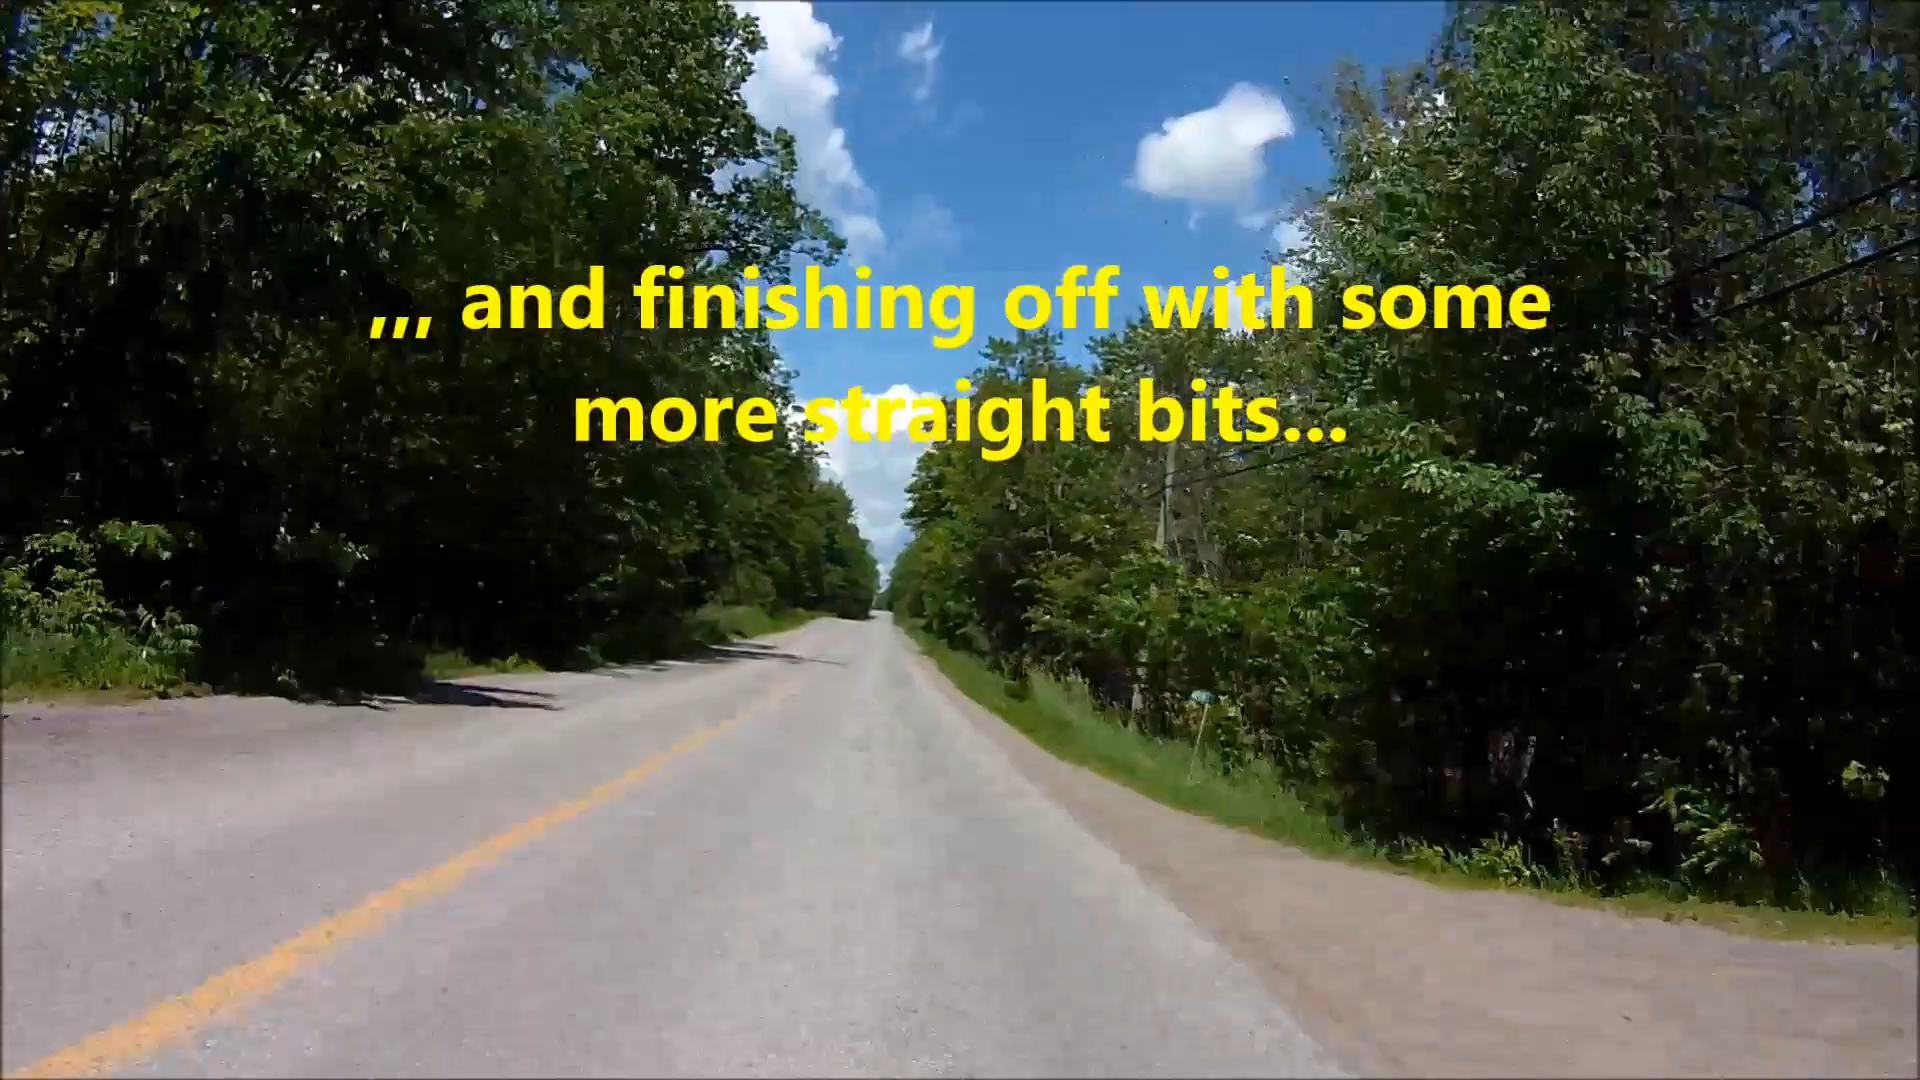 ,,, and finishing off with some
more straight bits...